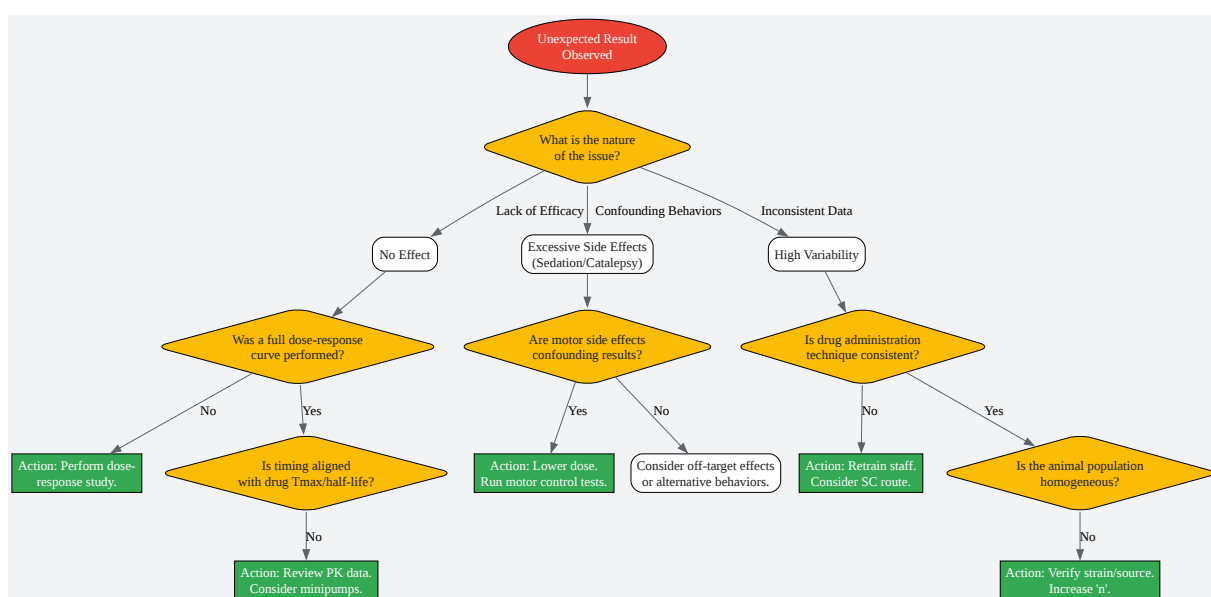 Unexpected Result
Observed
What is the nature
of the issue?
Lack of Efficacy
Confounding Behaviors
Inconsistent Data
No Effect
Excessive Side Effects
(Sedation/Catalepsy)
High Variability
Was a full dose-response
curve performed?
Are motor side effects
confounding results?
Is drug administration
technique consistent?
No
Yes
Yes
No
No
Yes
Action: Perform dose-
response study.
Is timing aligned
with drug Tmax/half-life?
Action: Lower dose.
Run motor control tests.
Consider off-target effects
or alternative behaviors.
Action: Retrain staff.
Consider SC route.
Is the animal population
homogeneous?
No
No
Action: Review PK data.
Consider minipumps.
Action: Verify strain/source.
Increase 'n'.